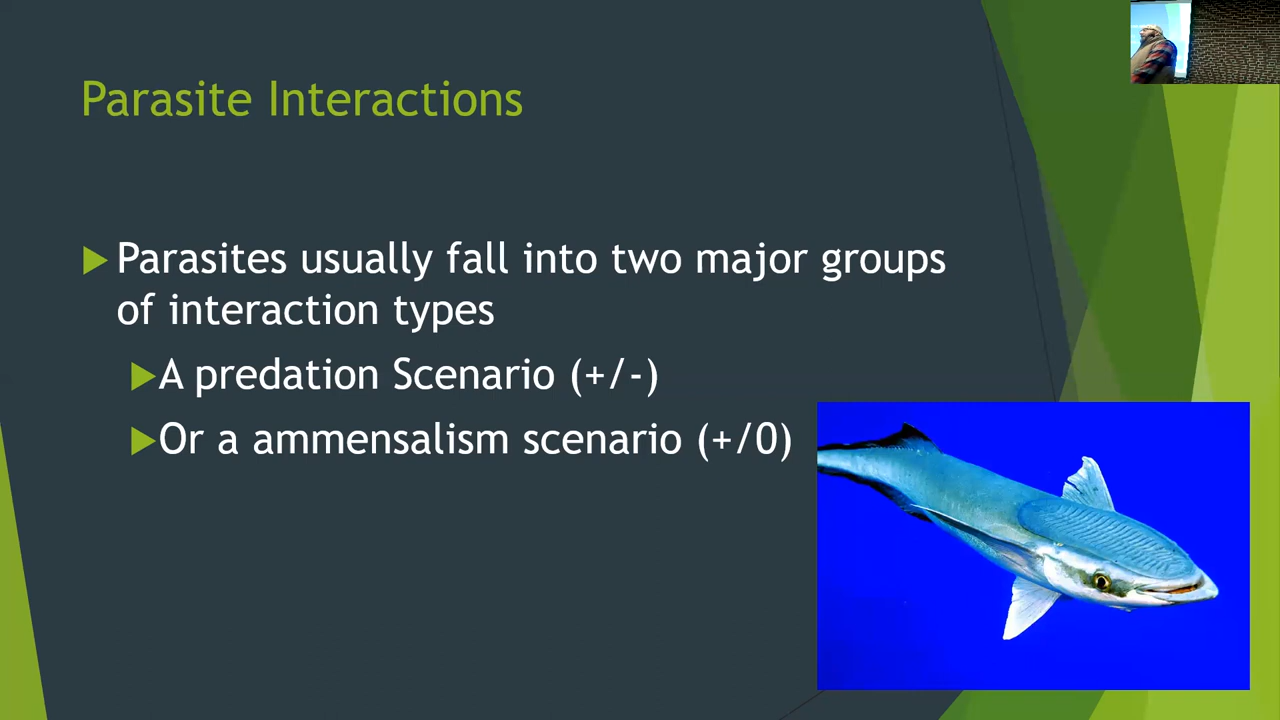 Parasite Interactions
Parasites usually fall into two major groups
of interaction types
A predation Scenario (+/-)
Or a ammensalism scenario (+/0)